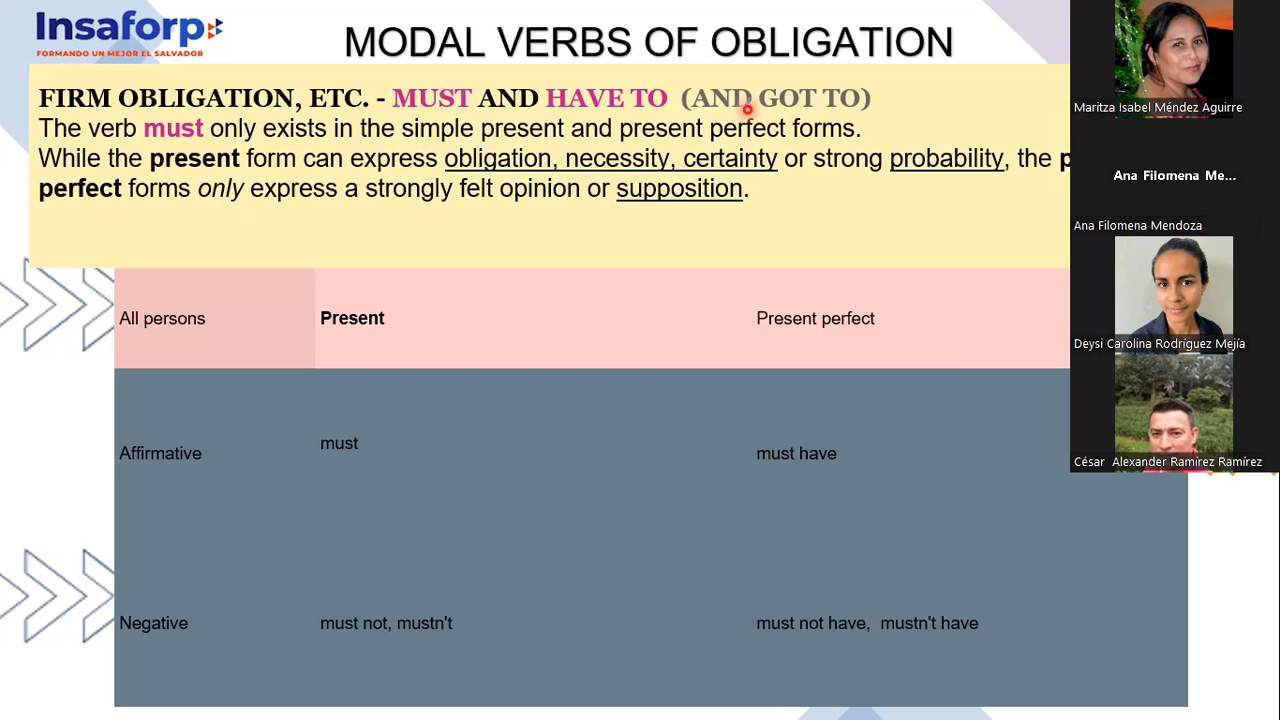 Insaforp
FORMANDO UN MEJOR EL SALVADOR
MODAL VERBS OF OBLIGATION
FIRM OBLIGATION, ETC. - MUST AND HAVE TO (AND GOT TO)
The verb must only exists in the simple present and present perfect forms.
While the present form can express obligation, necessity, certainty or strong probability, the
perfect forms only express a strongly felt opinion or supposition.
All persons Present Present perfect
Affirmative must must have
Negative must not, mustn't must not have, mustn't have
Maritza Isabel Méndez Aguirre
Ana Filomena Me...
Ana Filomena Mendoza
Deysi Carolina Rodríguez Mejía
César Alexander Ramírez Ramírez